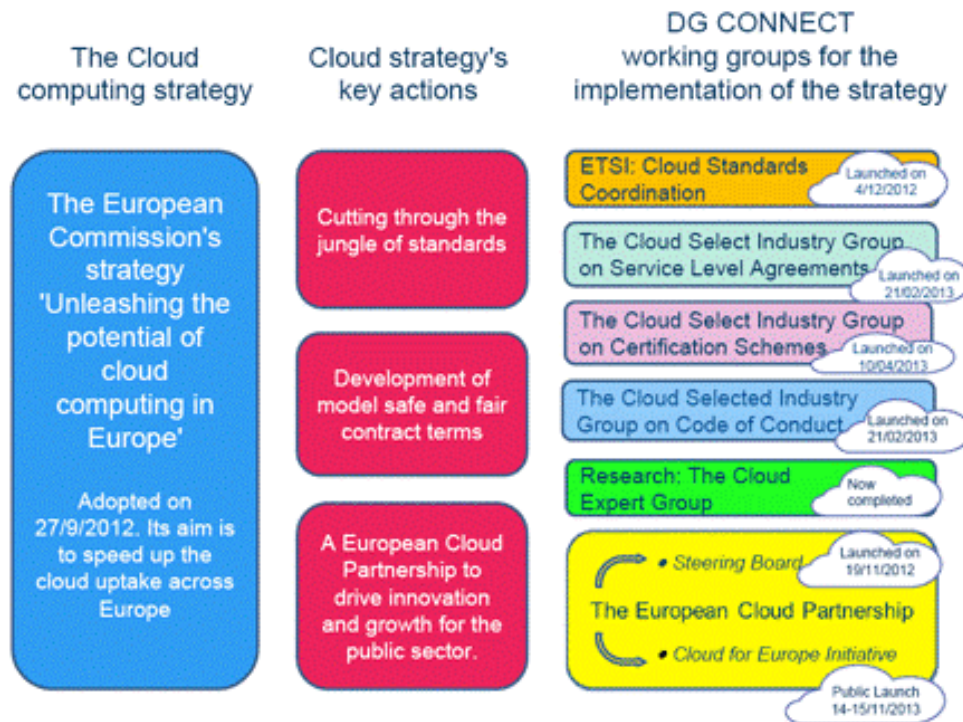 The Cloud
computing strategy
Cloud strategy's
key actions
DG CONNECT
working groups for the
implementation of the strategy
The European
Commission's
strategy
'Unleashing the
potential of
cloud
computing in
Europe'
Adopted on
27/9/2012. Its aim is
to speed up the
cloud uptake across
Europe
Cutting through the
jungle of standards
Development of
model safe and fair
contract terms
A European Cloud
Partnership to
drive innovation
and growth for the
public sector.
ETSI: Cloud Standards
Coordination
Launched on
4/12/2012
The Cloud Select Industry Group
on Service Level Agreements
Launched on
21/02/2013
The Cloud Select Industry Group
on Certification Schemes
Launched on
10/04/2013
The Cloud Selected Industry
Group on Code of Conduct
Launched on
21/02/2013
Research: The Cloud
Expert Group
Now
completed
• Steering Board
Launched on
19/11/2012
The European Cloud Partnership
• Cloud for Europe Initiative
Public Launch
14-15/11/2013